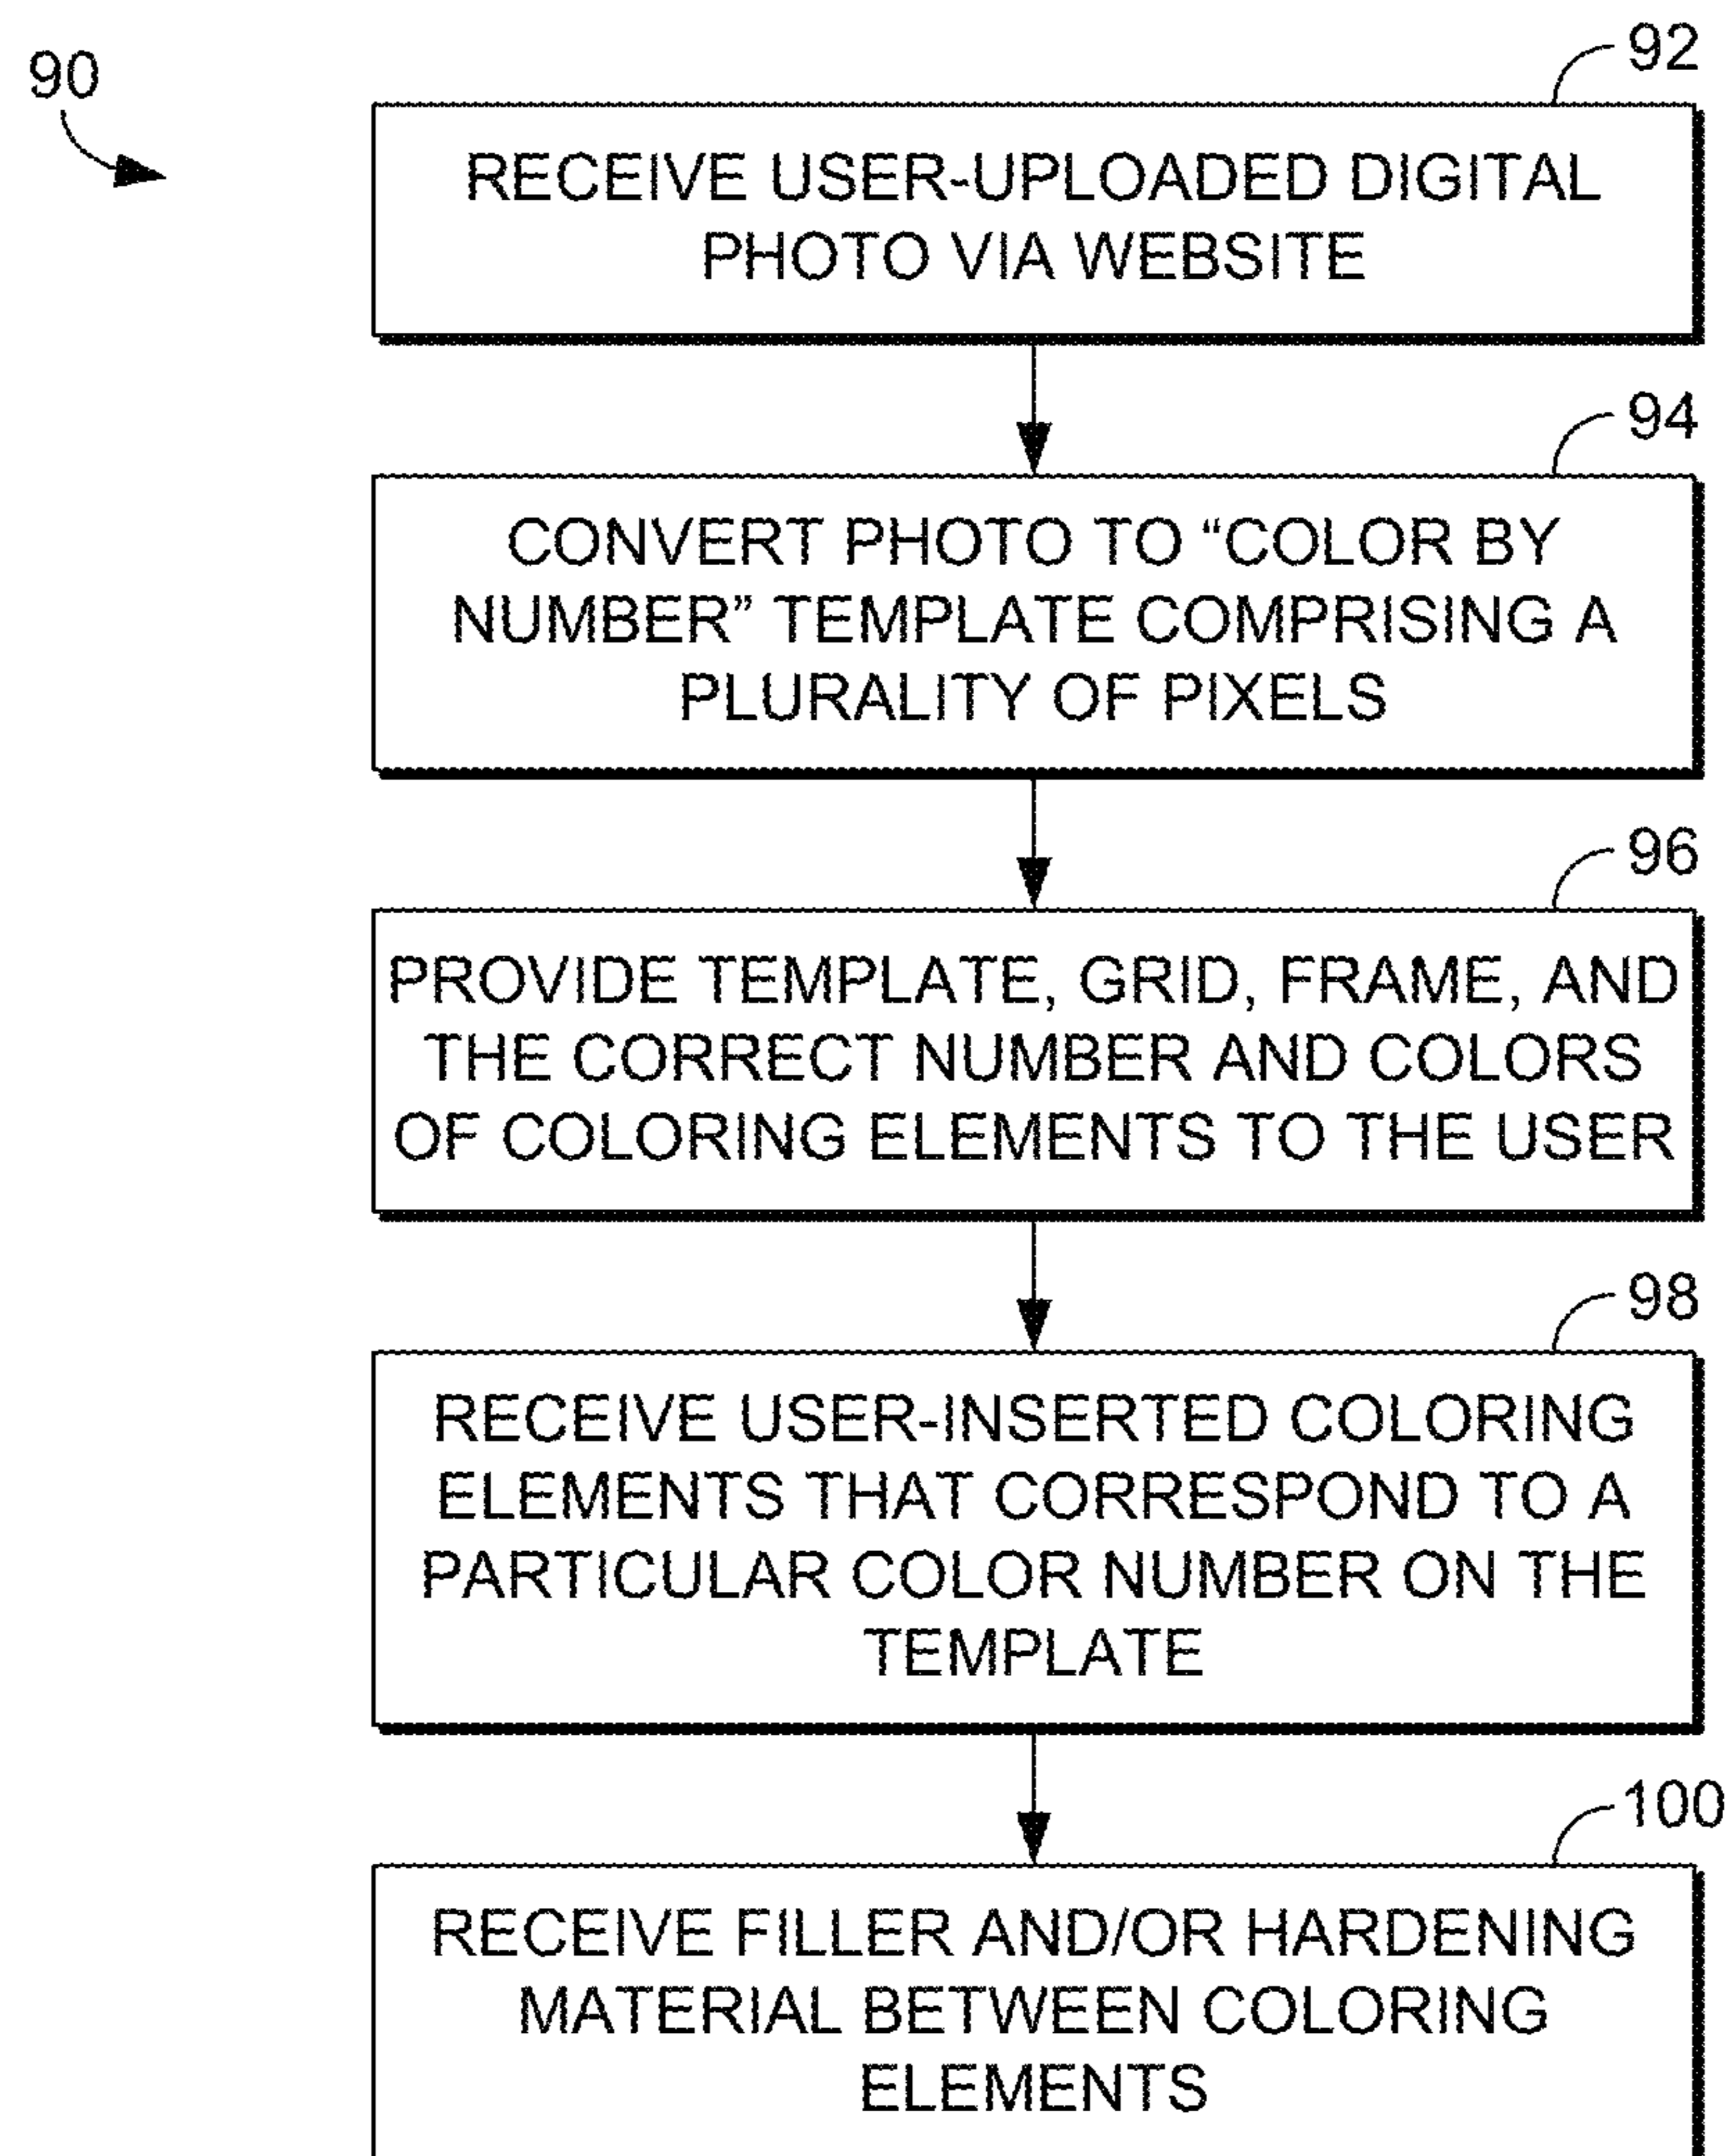 90
92
RECEIVE USER-UPLOADED DIGITAL
PHOTO VIA WEBSITE
94
CONVERT PHOTO TO “COLOR BY
NUMBER” TEMPLATE COMPRISING A
PLURALITY OF PIXELS
96
PROVIDE TEMPLATE, GRID, FRAME, AND
THE CORRECT NUMBER AND COLORS
OF COLORING ELEMENTS TO THE USER
98
RECEIVE USER-INSERTED COLORING
ELEMENTS THAT CORRESPOND TO A
PARTICULAR COLOR NUMBER ON THE
TEMPLATE
100
RECEIVE FILLER AND/OR HARDENING
MATERIAL BETWEEN COLORING
ELEMENTS